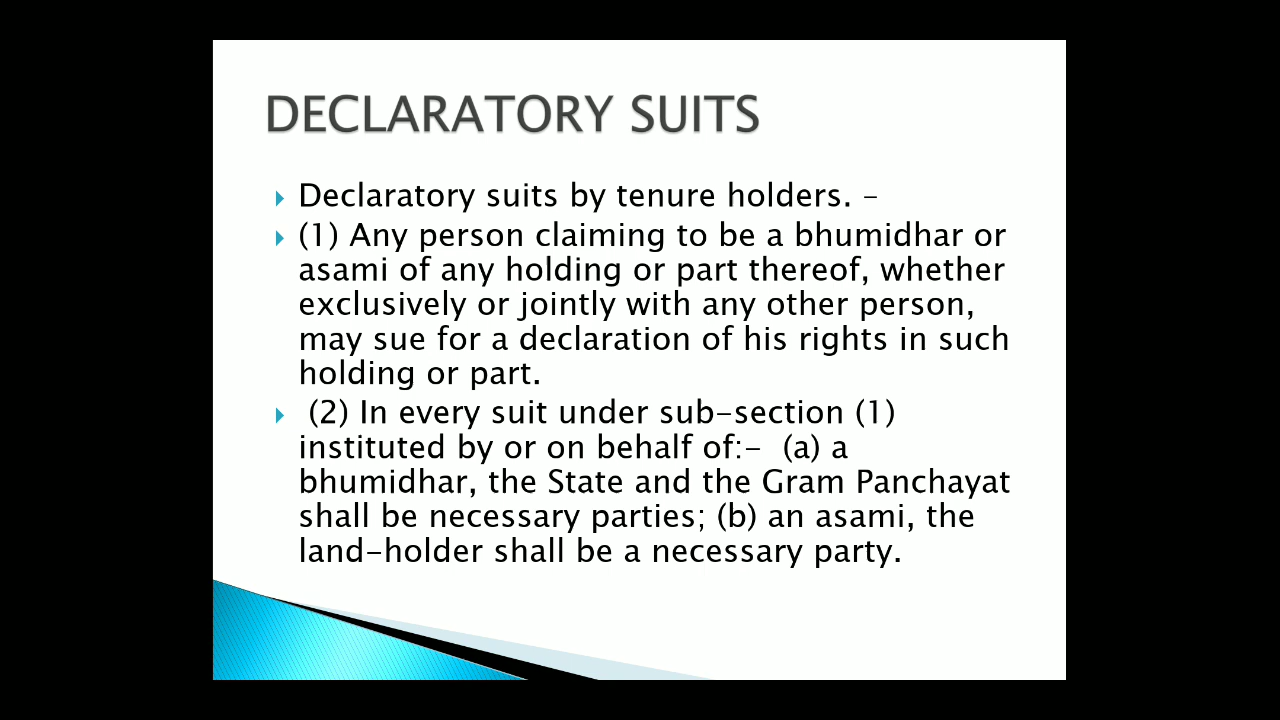 DECLARATORY SUITS
Declaratory suits by tenure holders. –
(1) Any person claiming to be a bhumidhar or
asami of any holding or part thereof, whether
exclusively or jointly with any other person,
may sue for a declaration of his rights in such
holding or part.
(2) In every suit under sub-section (1)
instituted by or on behalf of:- (a) a
bhumidhar, the State and the Gram Panchayat
shall be necessary parties; (b) an asami, the
land-holder shall be a necessary party.